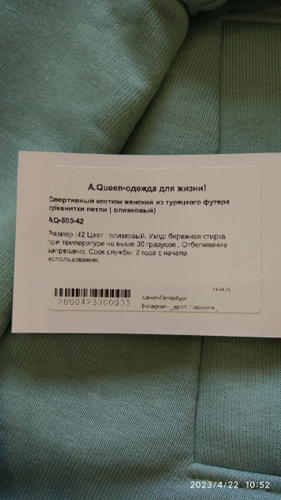 A.Queen-одежда для жизни!
Спортивный костюм женский из турецкого футера
трехнитки петли ( оливковый)
AQ-503-42
Размер :42 Цвет : оливковый. Уход: бережная стирка
при температуре не выше 30 градусов . Отбеливание
запрещено. Срок службы: 2 года с начала
использования.
Санкт-Петербург
Instagram:
2023/4/22 10:52